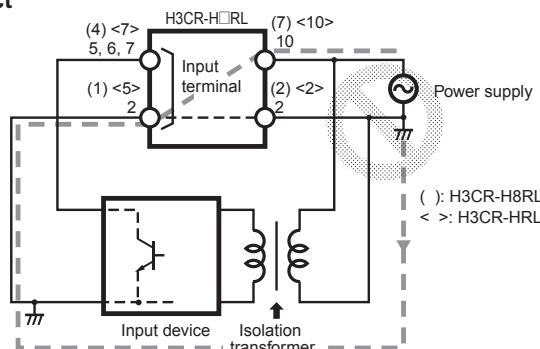 H3CR-H□RL
(4) <7>
5, 6, 7
(7) <10>
10
Input
terminal
(1) <5>
2
(2) <2>
2
Power supply
( ): H3CR-H8RL
< >: H3CR-HRL
Input device
Isolation
transformer